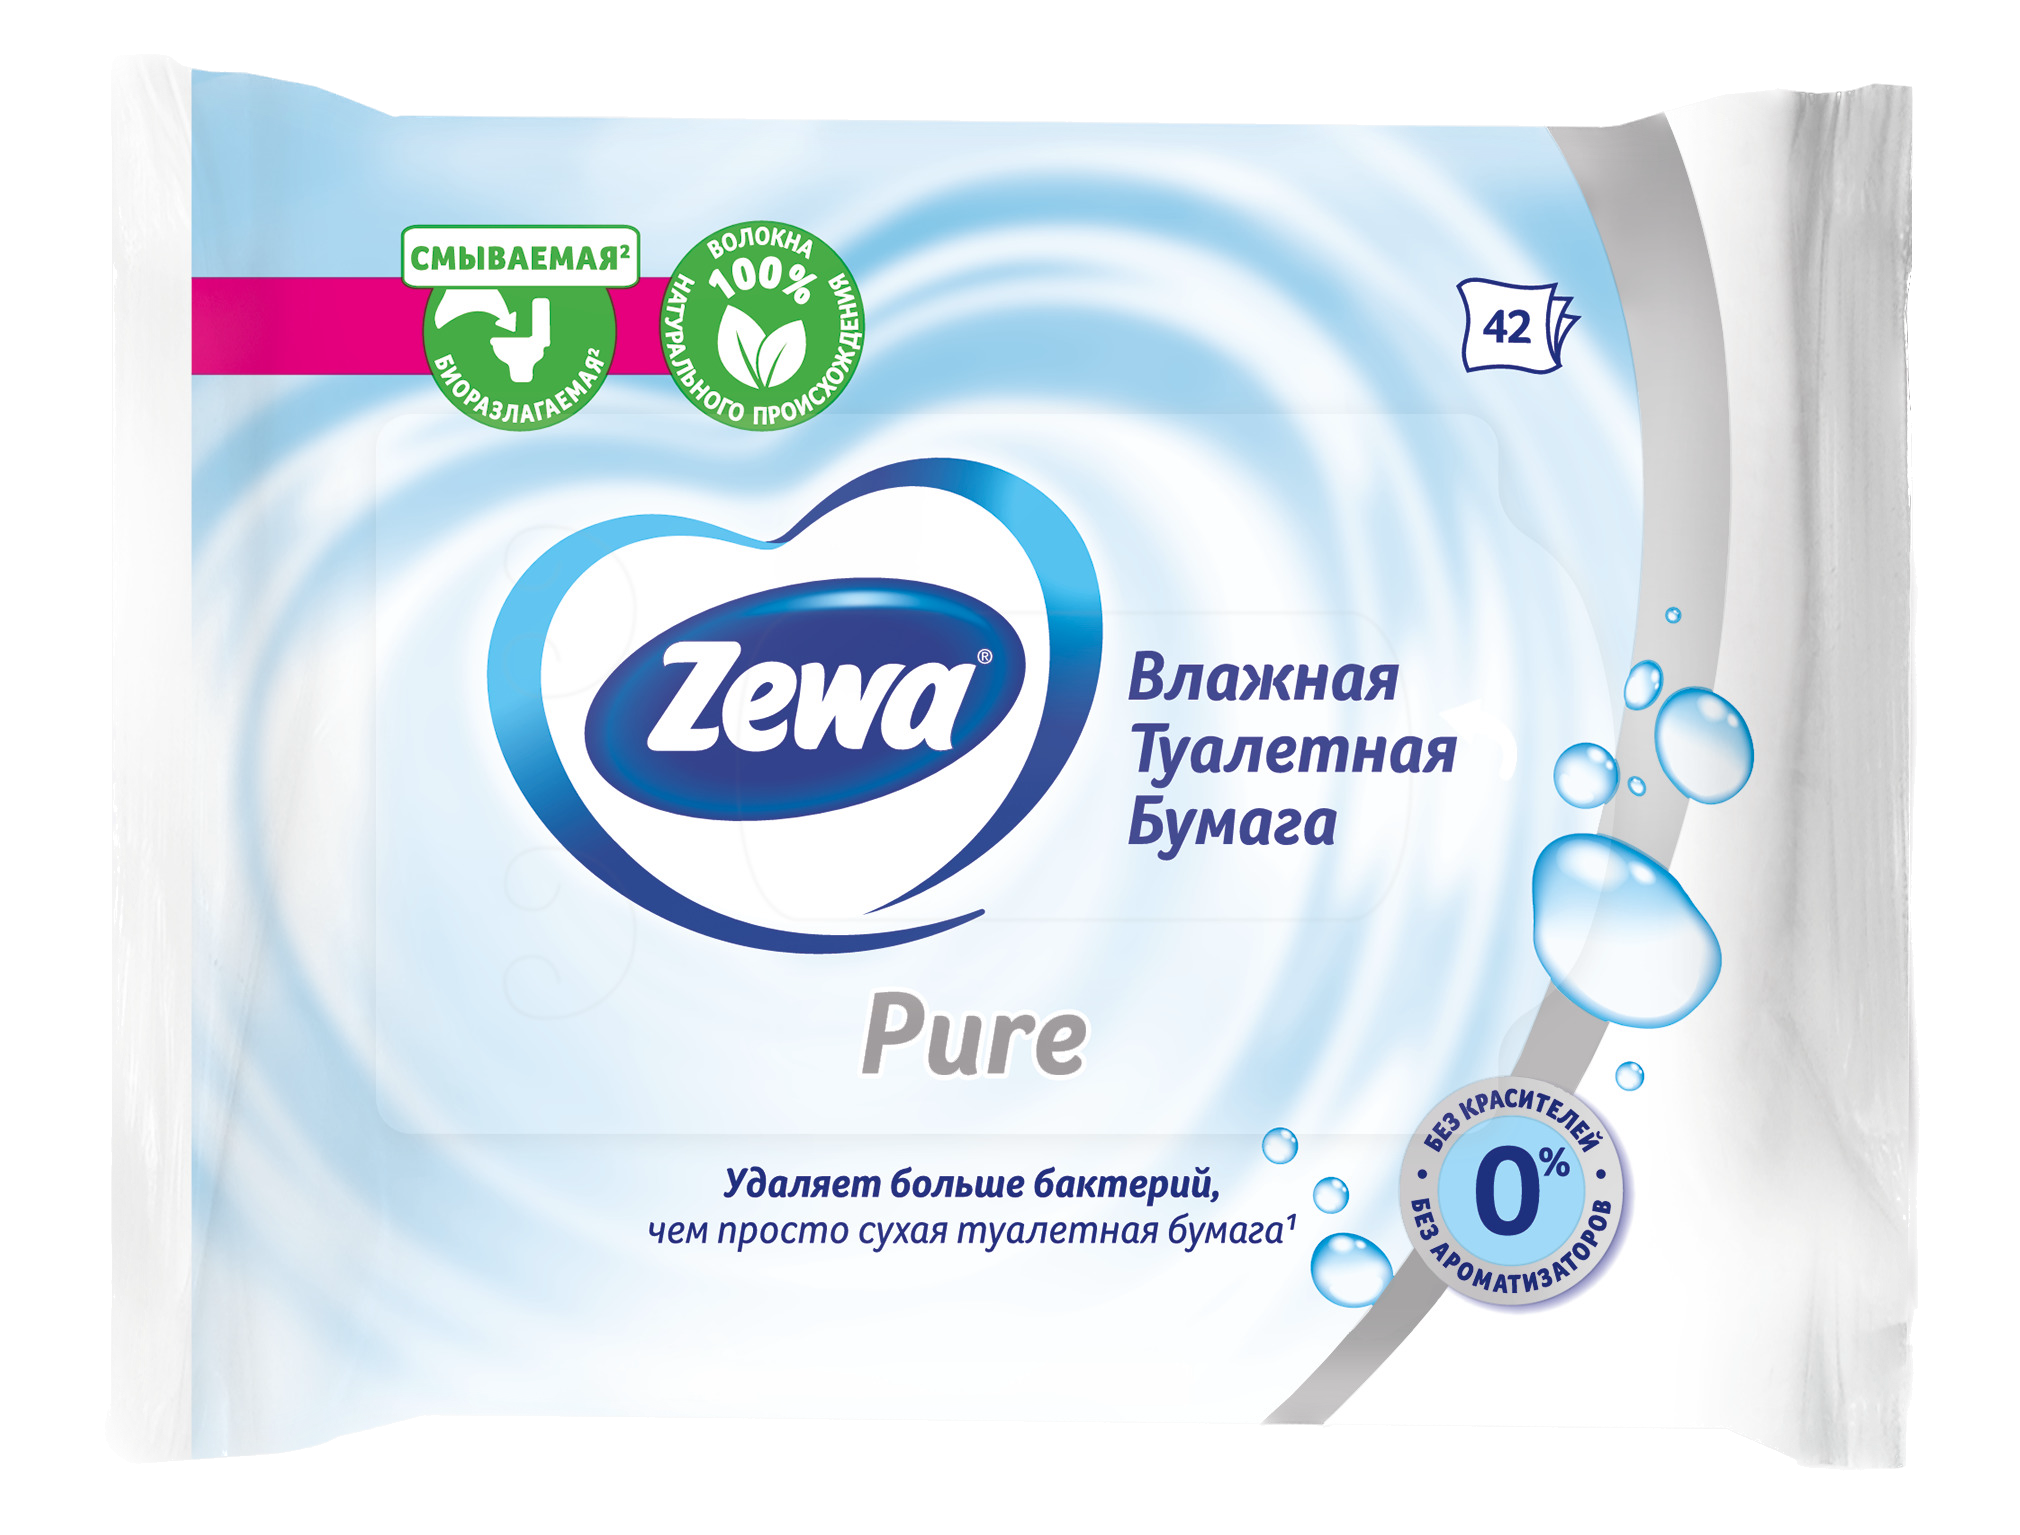 СМЫВАЕМАЯ²
БИОРАЗЛАГАЕМАЯ²
ВОЛОКНА
100%
НАТУРАЛЬНОГО ПРОИСХОЖДЕНИЯ
42
Zewa®
Влажная
Туалетная
Бумага
Pure
Удаляет больше бактерий,
чем просто сухая туалетная бумага¹
• БЕЗ КРАСИТЕЛЕЙ •
0%
БЕЗ АРОМАТИЗАТОРОВ